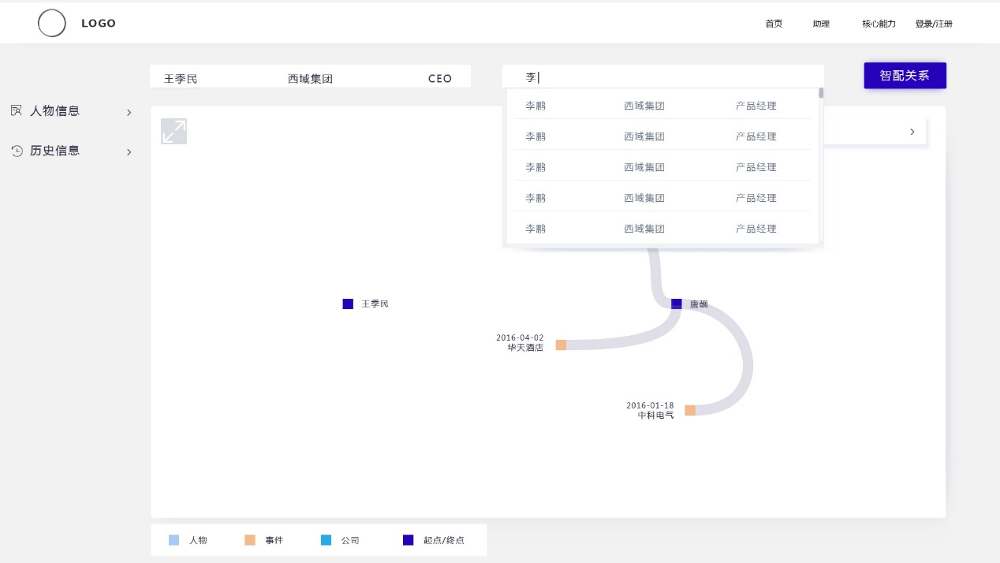 LOGO 首页 助理 核心能力 登录/注册
王季民 西域集团 CEO 李 智配关系
人物信息
历史信息
李鹏 西域集团 产品经理
李鹏 西域集团 产品经理
李鹏 西域集团 产品经理
李鹏 西域集团 产品经理
李鹏 西域集团 产品经理
王季民 唐飙
2016-04-02
华天酒店
2016-01-18
中科电气
人物 事件 公司 起点/终点